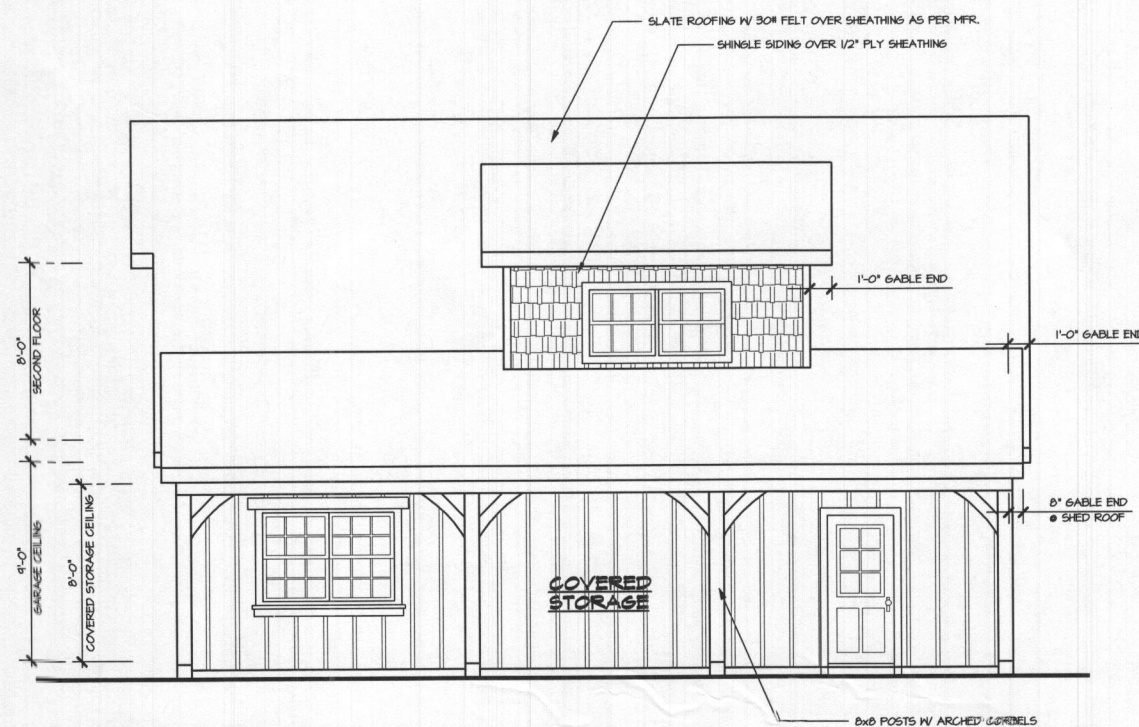 SLATE ROOFING W/ 30# FELT OVER SHEATHING AS PER MFR.
SHINGLE SIDING OVER 1/2" PLY SHEATHING
1'-0" GABLE END
1'-0" GABLE END
8'-0"
SECOND FLOOR
9'-0"
GARAGE CEILING
8'-0"
COVERED STORAGE CEILING
8" GABLE END
@ SHED ROOF
COVERED
STORAGE
8x8 POSTS W/ ARCHED CORBELS